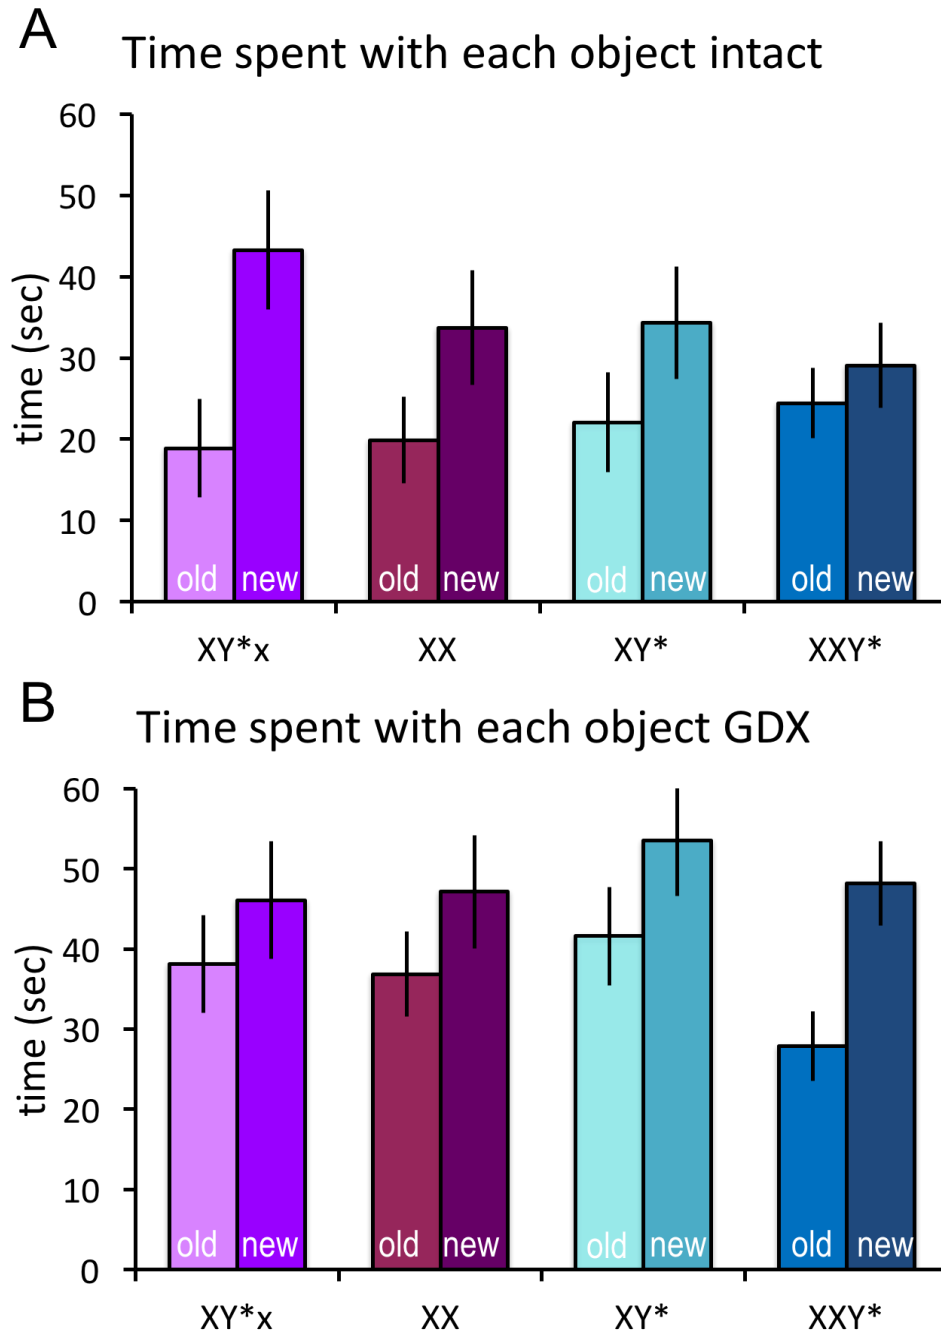 A
Time spent with each object intact
60
50
40
30
20
10
0
time (sec)
old new old new old new old new
XY*x XX XY* XXY*
B
Time spent with each object GDX
60
50
40
30
20
10
0
time (sec)
old new old new old new old new
XY*x XX XY* XXY*